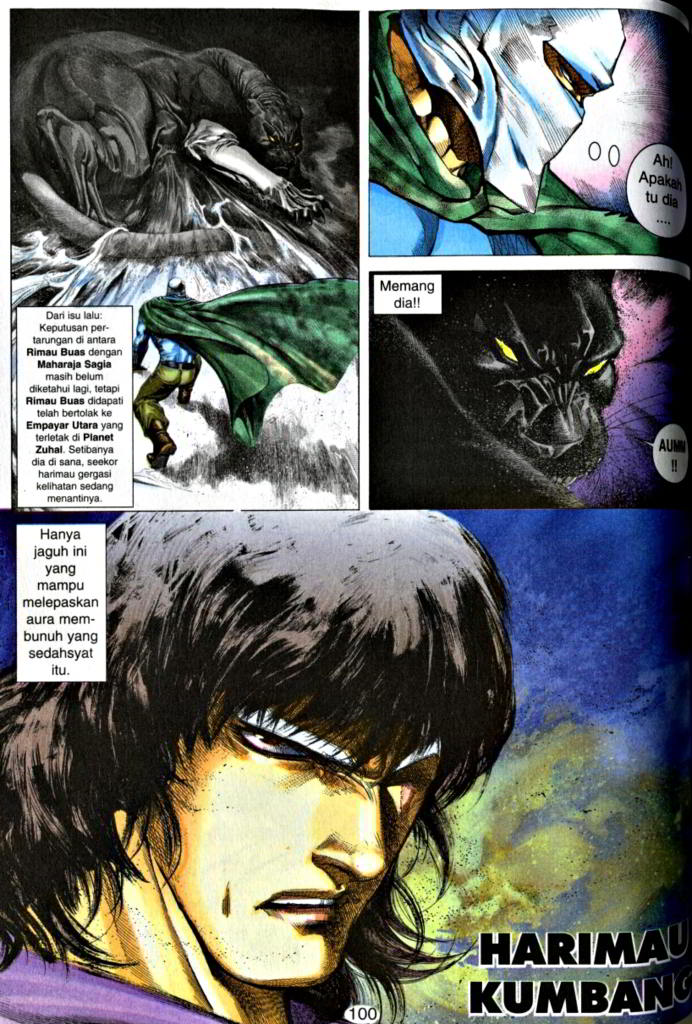 Dari isu lalu:
Keputusan per-
tarungan di antara
Rimau Buas dengan
Maharaja Sagia
masih belum
diketahui lagi, tetapi
Rimau Buas didapati
telah bertolak ke
Empayar Utara yang
terletak di Planet
Zuhal. Setibanya
dia di sana, seekor
harimau gergasi
kelihatan sedang
menantinya.
Ah!
Apakah
tu dia
....
Memang
dia!!
AUMM
!!
Hanya
jaguh ini
yang
mampu
melepaskan
aura mem-
bunuh yang
sedahsyat
itu.
HARIMAU
KUMBANG
100